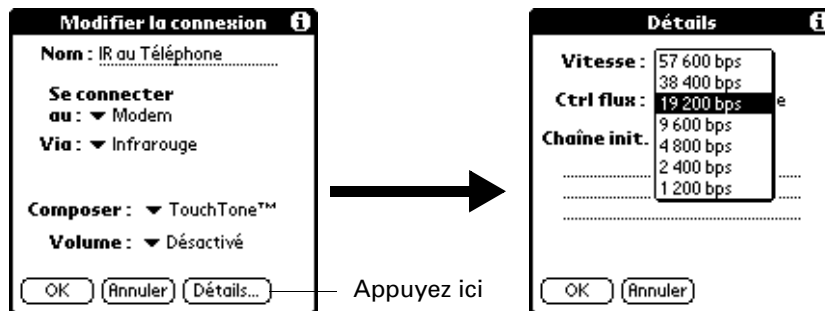 Modifier la connexion
Nom : IR au Téléphone
Se connecter
au : Modem
Via : Infrarouge
Composer : TouchTone™
Volume : Désactivé
OK Annuler Détails...
Appuyez ici
Détails
Vitesse : 57 600 bps
38 400 bps
Ctrl flux : 19 200 bps e
9 600 bps
Chaîne init.
4 800 bps
2 400 bps
1 200 bps
OK Annuler